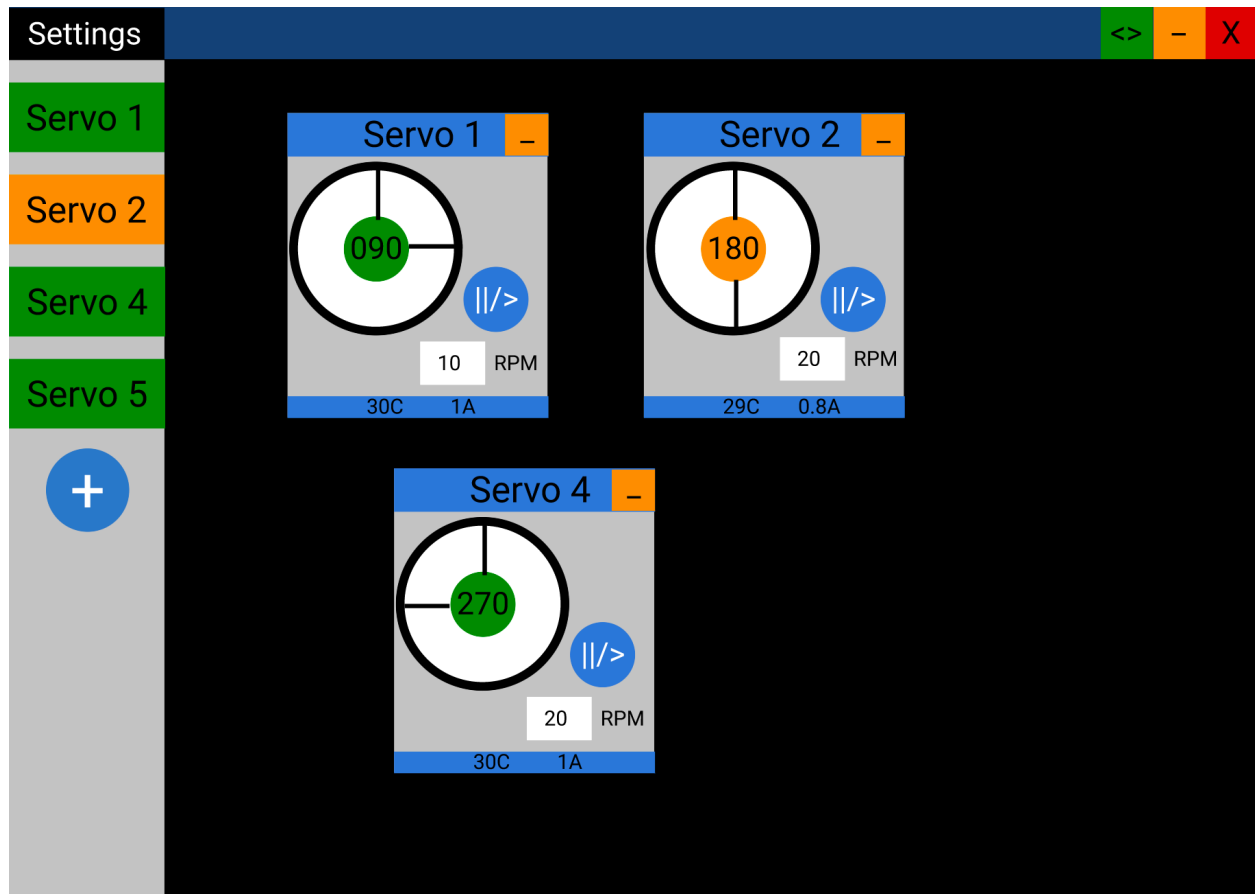 Settings
<> – X
Servo 1
Servo 2
Servo 4
Servo 5
+
Servo 1 _
090
||/>
10 RPM
30C 1A
Servo 2 _
180
||/>
20 RPM
29C 0.8A
Servo 4 _
270
||/>
20 RPM
30C 1A